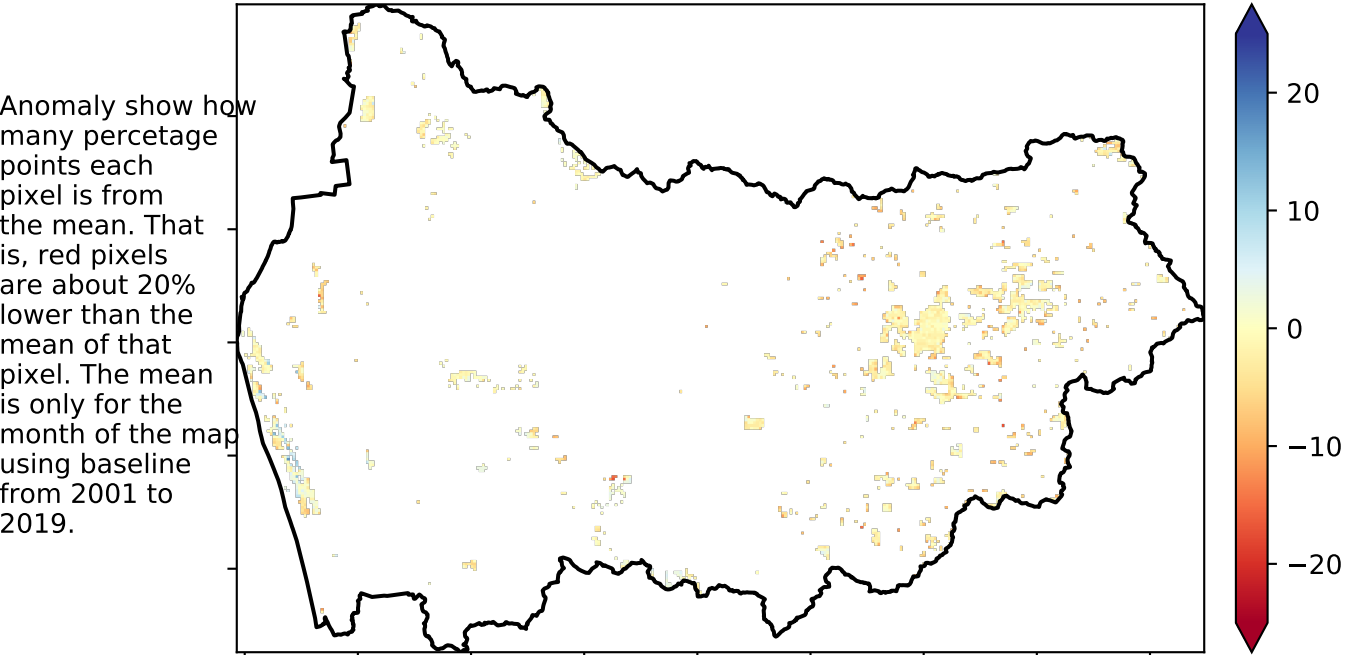 Anomaly show how
many percetage
points each
pixel is from
the mean. That
is, red pixels
are about 20%
lower than the
mean of that
pixel. The mean
is only for the
month of the map
using baseline
from 2001 to
2019.
20
10
0
−10
−20